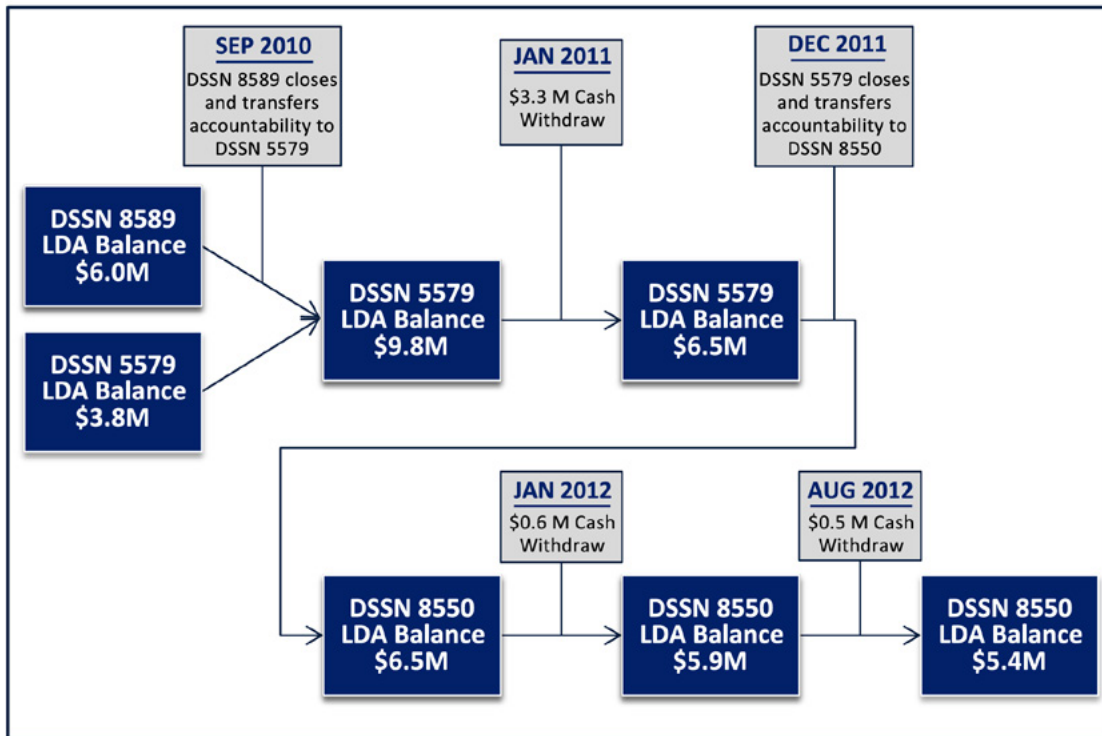 SEP 2010
DSSN 8589 closes
and transfers
accountability to
DSSN 5579
JAN 2011
$3.3 M Cash
Withdraw
DEC 2011
DSSN 5579 closes
and transfers
accountability to
DSSN 8550
DSSN 8589
LDA Balance
$6.0M
DSSN 5579
LDA Balance
$3.8M
DSSN 5579
LDA Balance
$9.8M
DSSN 5579
LDA Balance
$6.5M
JAN 2012
$0.6 M Cash
Withdraw
AUG 2012
$0.5 M Cash
Withdraw
DSSN 8550
LDA Balance
$6.5M
DSSN 8550
LDA Balance
$5.9M
DSSN 8550
LDA Balance
$5.4M